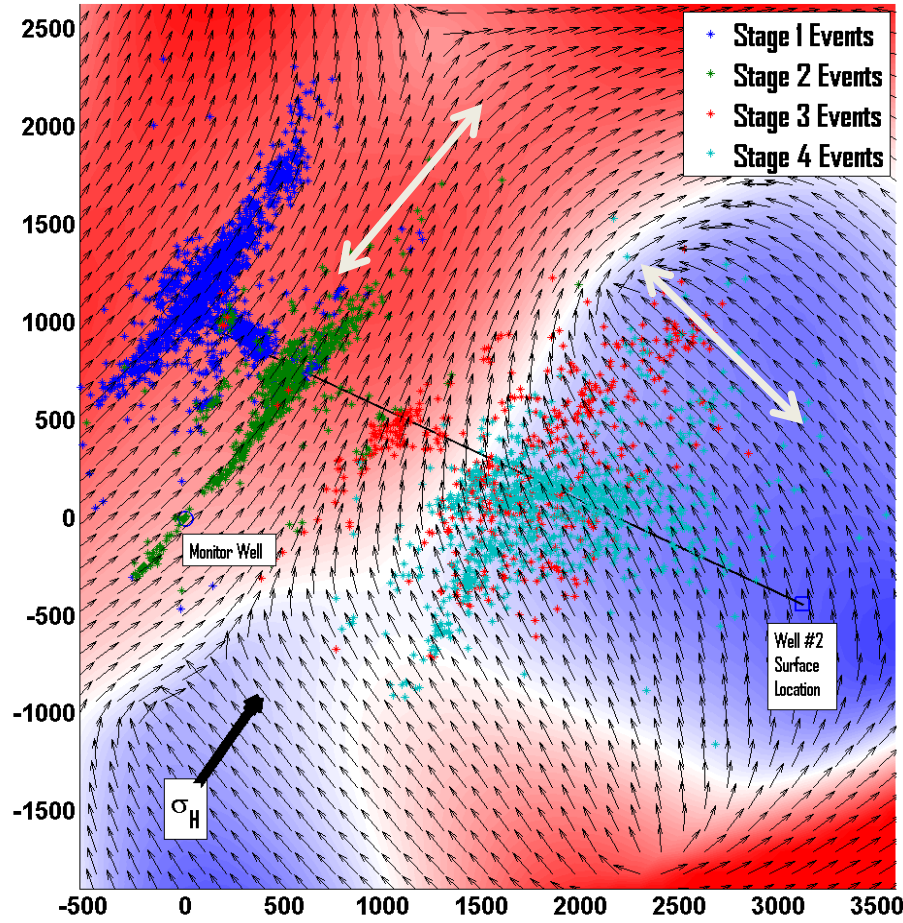 2500
2000
1500
1000
500
0
-500
-1000
-1500
-500 0 500 1000 1500 2000 2500 3000 3500
Stage 1 Events
Stage 2 Events
Stage 3 Events
Stage 4 Events
Monitor Well
Well #2
Surface
Location
σH